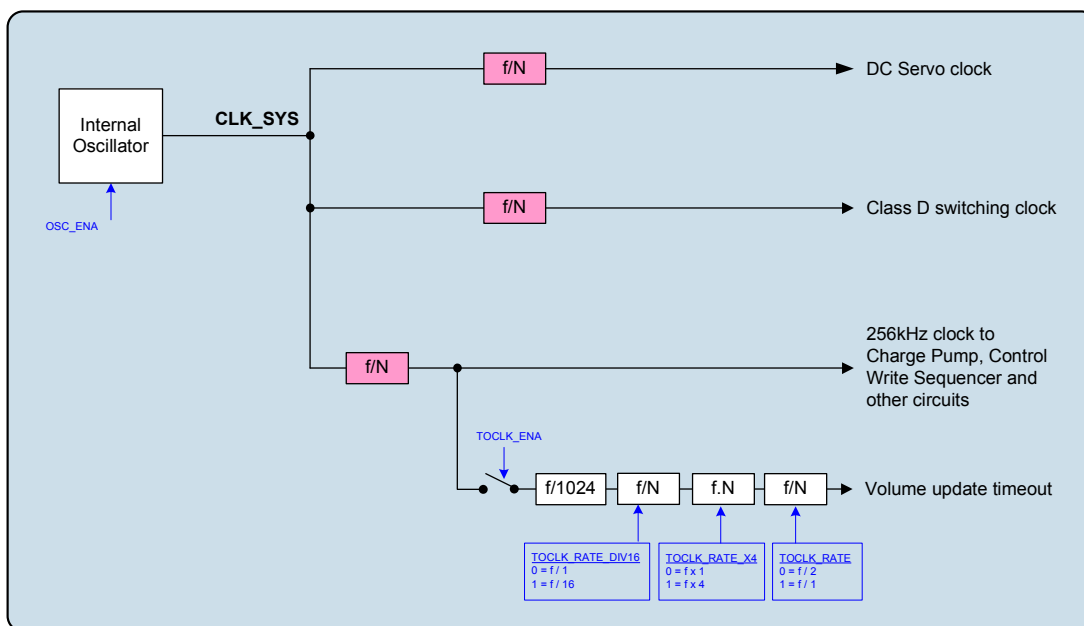 f/N
DC Servo clock
Internal
Oscillator
CLK_SYS
OSC_ENA
f/N
Class D switching clock
f/N
256kHz clock to
Charge Pump, Control
Write Sequencer and
other circuits
TOCLK_ENA
f/1024
f/N
f.N
f/N
Volume update timeout
TOCLK_RATE_DIV16
0 = f / 1
1 = f / 16
TOCLK_RATE_X4
0 = f x 1
1 = f x 4
TOCLK_RATE
0 = f / 2
1 = f / 1